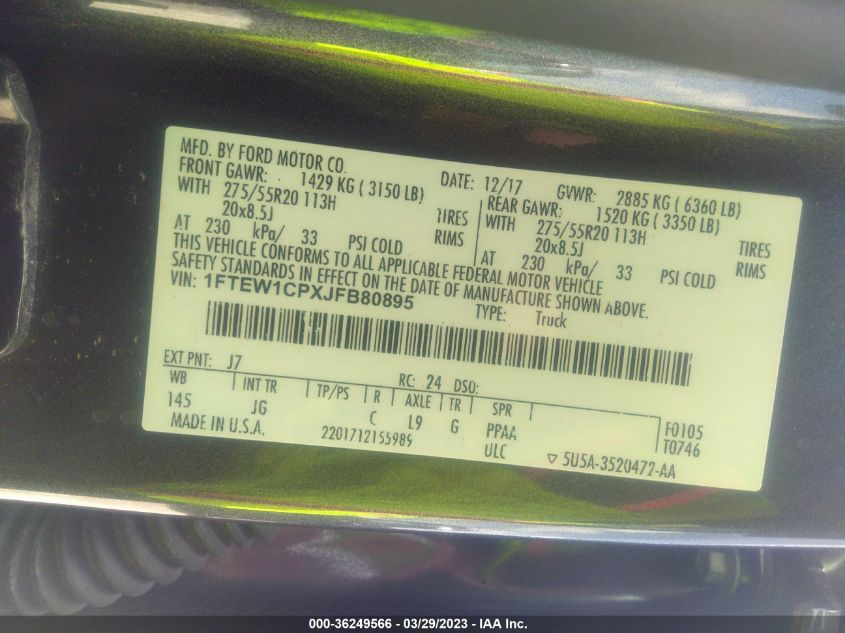 MFD. BY FORD MOTOR CO.
DATE: 12/17 GVWR: 2885 KG ( 6360 LB)
FRONT GAWR: 1429 KG ( 3150 LB)
REAR GAWR: 1520 KG ( 3350 LB)
WITH 275/55R20 113H TIRES
WITH 275/55R20 113H TIRES
20x8.5J RIMS
20x8.5J RIMS
AT 230 kPa/ 33 PSI COLD
AT 230 kPa/ 33 PSI COLD
THIS VEHICLE CONFORMS TO ALL APPLICABLE FEDERAL MOTOR VEHICLE
SAFETY STANDARDS IN EFFECT ON THE DATE OF MANUFACTURE SHOWN ABOVE.
VIN: 1FTEW1CPXJFB80895
TYPE: Truck
EXT PNT: J7 RC: 24 DSO:
WB INT TR TP/PS R AXLE TR SPR
145 JG C L9 G PPAA F0105
MADE IN U.S.A. 2201712155985 ULC T0746
5U5A-3520472-AA
000-36249566 — 03/29/2023 — IAA Inc.